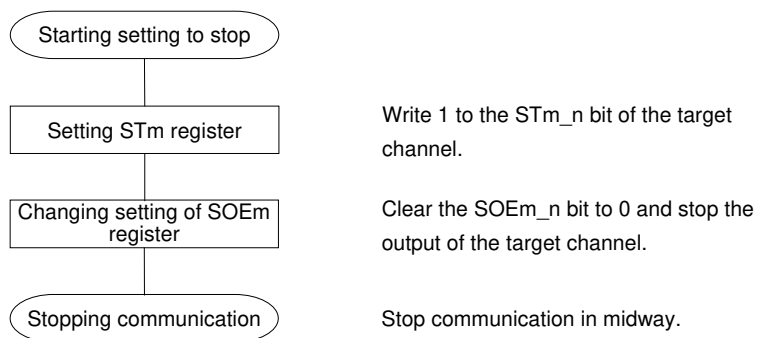 Starting setting to stop
Setting STm register
Write 1 to the STm_n bit of the target
channel.
Changing setting of SOEm
register
Clear the SOEm_n bit to 0 and stop the
output of the target channel.
Stopping communication
Stop communication in midway.